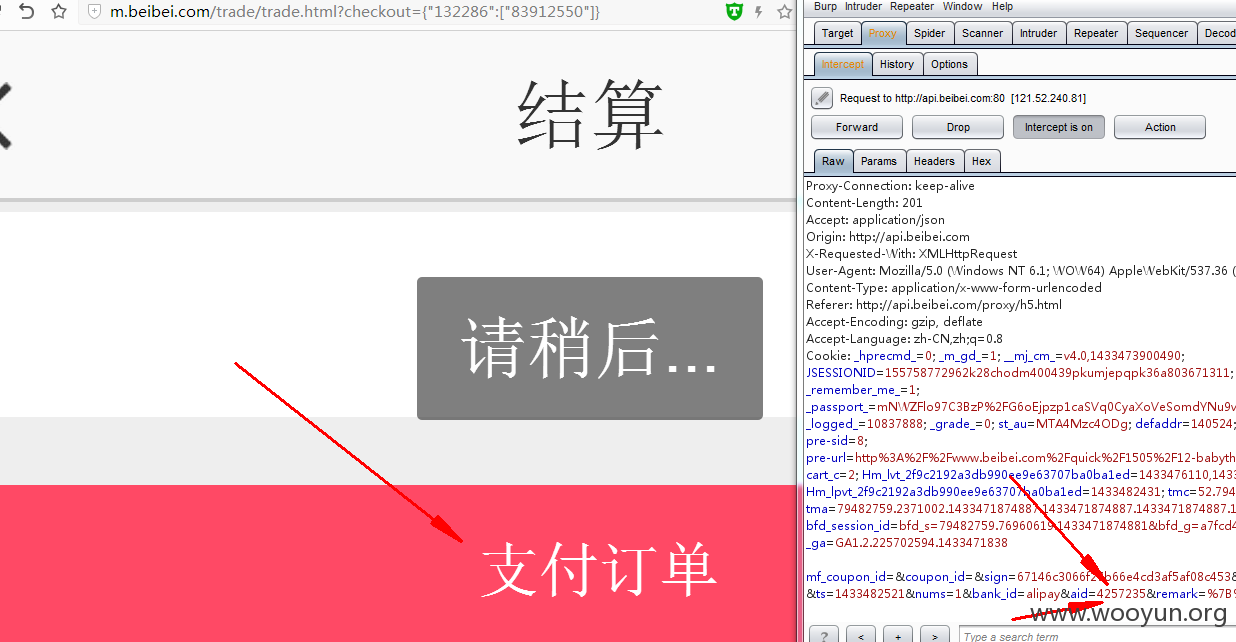 m.beibei.com/trade/trade.html?checkout={"132286":["83912550"]}
结算
请稍后...
支付订单
Burp Intruder Repeater Window Help
Target Proxy Spider Scanner Intruder Repeater Sequencer Decod
Intercept History Options
Request to http://api.beibei.com:80 [121.52.240.81]
Forward Drop Intercept is on Action
Raw Params Headers Hex
Proxy-Connection: keep-alive
Content-Length: 201
Accept: application/json
Origin: http://api.beibei.com
X-Requested-With: XMLHttpRequest
User-Agent: Mozilla/5.0 (Windows NT 6.1; WOW64) AppleWebKit/537.36 (
Content-Type: application/x-www-form-urlencoded
Referer: http://api.beibei.com/proxy/h5.html
Accept-Encoding: gzip, deflate
Accept-Language: zh-CN,zh;q=0.8
Cookie: _hprecmd_=0; _m_gd_=1; __mj_cm_=v4.0,1433473900490;
JSESSIONID=155758772962k28chodm400439pkumjepqpk36a803671311;
_remember_me_=1;
_passport_=mNWZFlo97C3BzP%2FG6oEjpzp1caSVq0CyaXoVeSomdYNu9v
_logged_=10837888; _grade_=0; st_au=MTA4Mzc4ODg; defaddr=140524;
pre-sid=8;
pre-url=http%3A%2F%2Fwww.beibei.com%2Fquick%2F1505%2F12-babyth
cart_c=2; Hm_lvt_2f9c2192a3db990ee9e63707ba0ba1ed=1433476110,1433
Hm_lpvt_2f9c2192a3db990ee9e63707ba0ba1ed=1433482431; tmc=52.794
tma=79482759.2371002.1433471874887.1433471874887.1433471874887.1
bfd_session_id=bfd_s=79482759.76960619.1433471874881&bfd_g=a7fcd4
_ga=GA1.2.225702594.1433471838
mf_coupon_id=&coupon_id=&sign=67146c3066f2 b66e4cd3af5af08c453&
&ts=1433482521&nums=1&bank_id=alipay&aid=4257235&remark=%7B9
www.wooyun.org
? < + > Type a search term